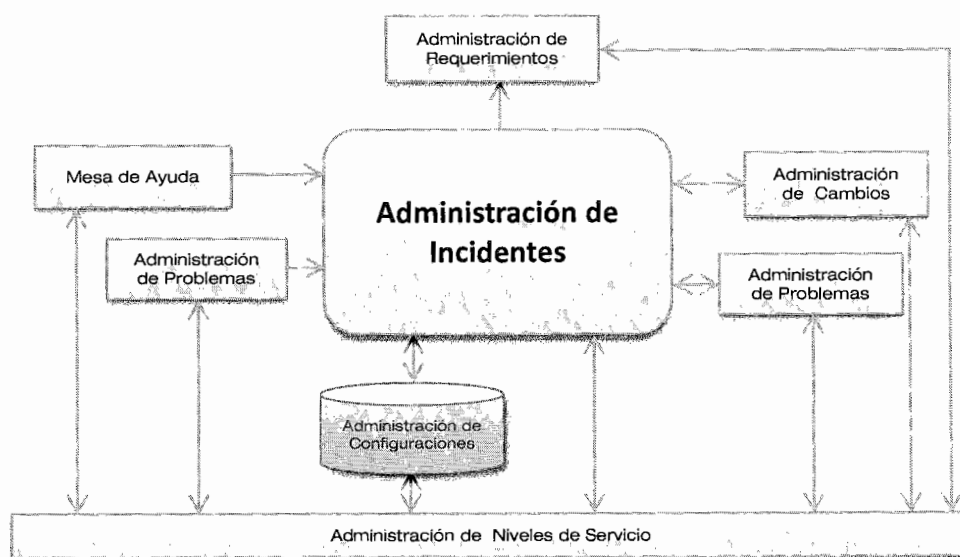 Administración de
Requerimientos
Mesa de Ayuda
Administración de
Incidentes
Administración
de Cambios
Administración
de Problemas
Administración
de Problemas
Administración de
Configuraciones
Administración de Niveles de Servicio